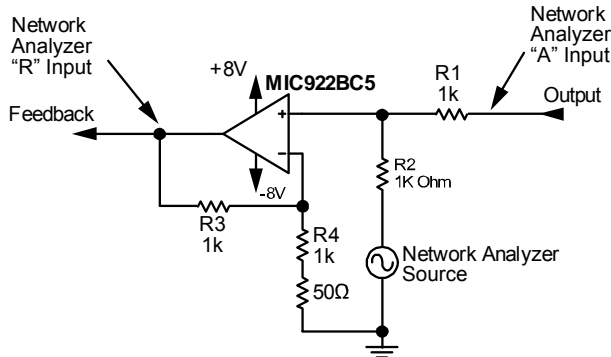 Network
Analyzer
"R" Input
Network
Analyzer
"A" Input
+8V
MIC922BC5
R1
1k
Feedback
Output
+
–
R2
1K Ohm
-8V
R3
1k
R4
1k
50Ω
Network Analyzer
Source